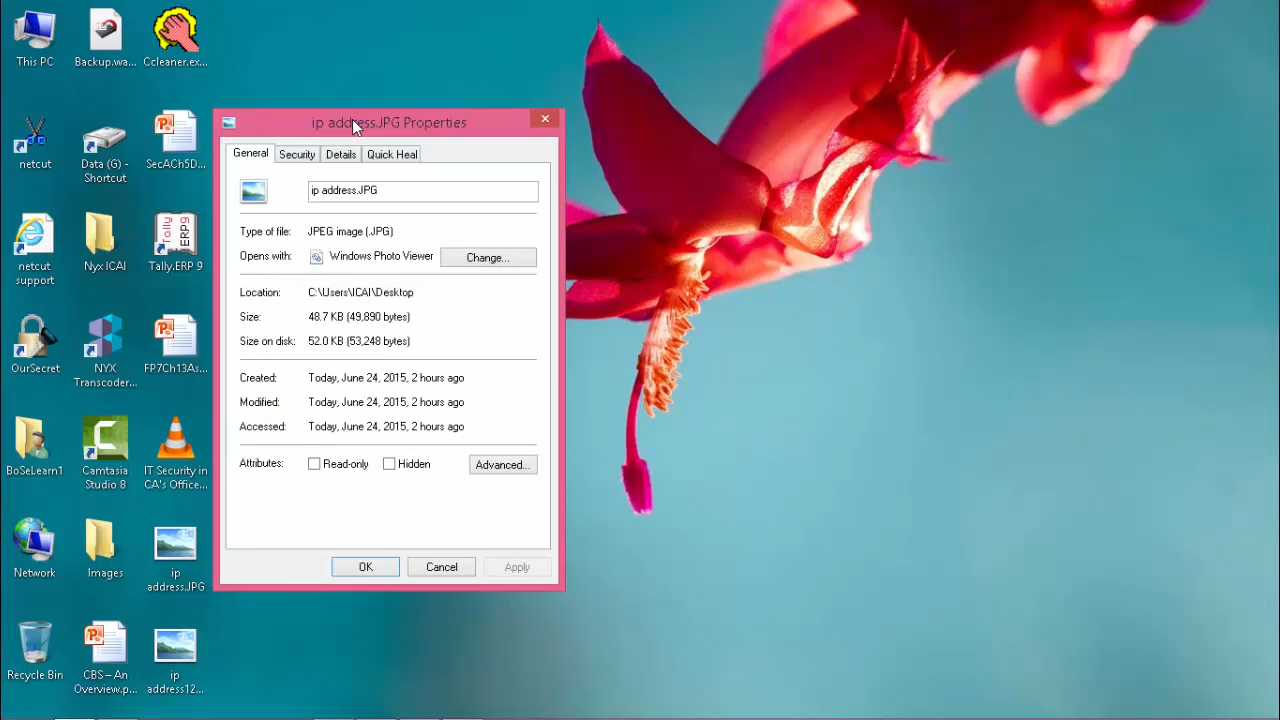 This PC
Backup.wa...
Ccleaner.ex...
netcut
Data (G) -
Shortcut
SecACh5D...
netcut
support
Nyx ICAI
Tally.ERP 9
Tally
ERP9
OurSecret
NYX
Transcoder...
FP7Ch13As...
BoSeLearn1
Camtasia
Studio 8
IT Security in
CA's Office...
Network
Images
ip
address.JPG
Recycle Bin
CBS – An
Overview.p...
ip
address12...
ip address.JPG Properties
General Security Details Quick Heal
ip address.JPG
Type of file: JPEG image (.JPG)
Opens with: Windows Photo Viewer Change...
Location: C:\Users\ICAI\Desktop
Size: 48.7 KB (49,890 bytes)
Size on disk: 52.0 KB (53,248 bytes)
Created: Today, June 24, 2015, 2 hours ago
Modified: Today, June 24, 2015, 2 hours ago
Accessed: Today, June 24, 2015, 2 hours ago
Attributes: Read-only Hidden Advanced...
OK Cancel Apply